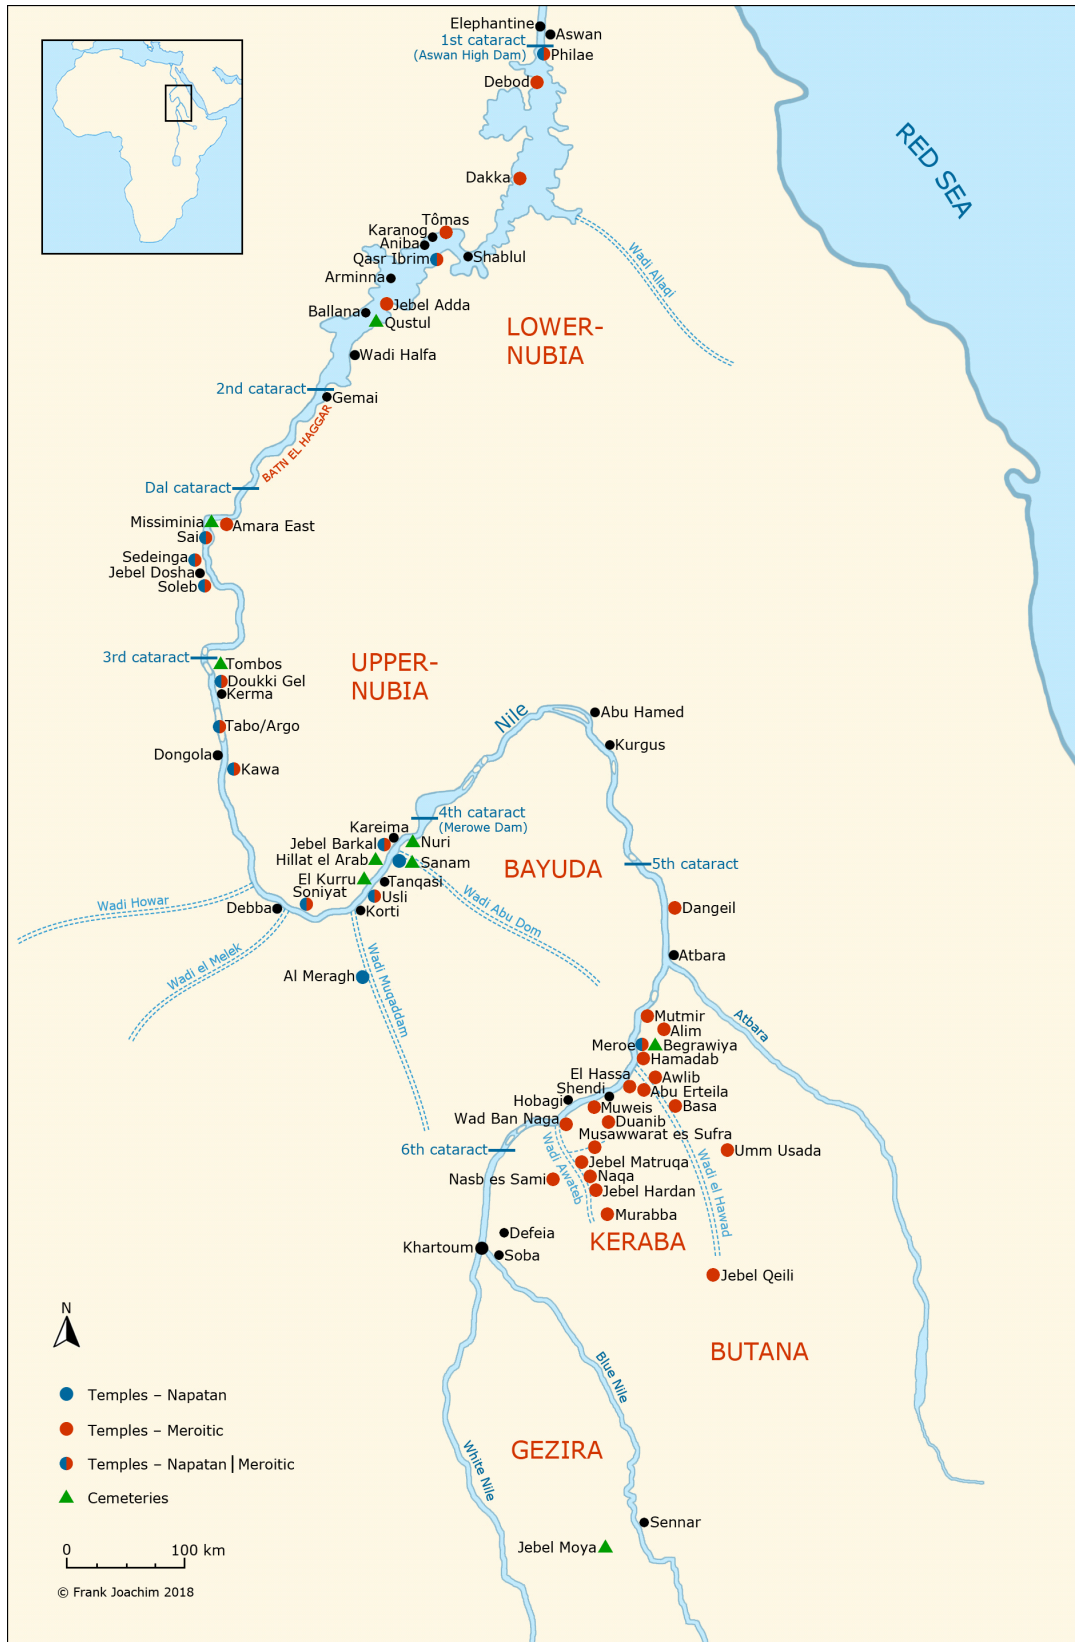 Elephantine
Aswan
1st cataract
(Aswan High Dam)
Philae
Debod
RED SEA
Dakka
Tômas
Karanog
Aniba
Qasr Ibrim
Shablul
Wadi Allaqi
Arminna
Jebel Adda
Ballana
Qustul
LOWER-
NUBIA
Wadi Halfa
2nd cataract
Gemai
BATN EL HAGGAR
Dal cataract
Missiminia
Amara East
Sai
Sedeinga
Jebel Dosha
Soleb
3rd cataract
Tombos
UPPER-
NUBIA
Doukki Gel
Kerma
Nile
Abu Hamed
Tabo/Argo
Kurgus
Dongola
Kawa
4th cataract
(Merowe Dam)
Kareima
Jebel Barkal
Nuri
Hillat el Arab
Sanam
BAYUDA
5th cataract
El Kurru
Tanqasi
Soniyat
Usli
Wadi Howar
Debba
Korti
Wadi Abu Dom
Dangeil
Wadi el Melek
Wadi Muqaddam
Atbara
Al Meragh
Mutmir
Atbara
Alim
Meroe
Begrawiya
Hamadab
El Hassa
Awlib
Shendi
Abu Erteila
Hobagi
Muweis
Basa
Wad Ban Naga
Duanib
Musawwarat es Sufra
6th cataract
Umm Usada
Wadi Awateb
Jebel Matruqa
Wadi el Hawad
Nasb es Sami
Naqa
Jebel Hardan
Murabba
Defeia
KERABA
Khartoum
Soba
Jebel Qeili
N
BUTANA
Blue Nile
Temples – Napatan
Temples – Meroitic
GEZIRA
Temples – Napatan | Meroitic
White Nile
Cemeteries
Sennar
Jebel Moya
0 100 km
© Frank Joachim 2018